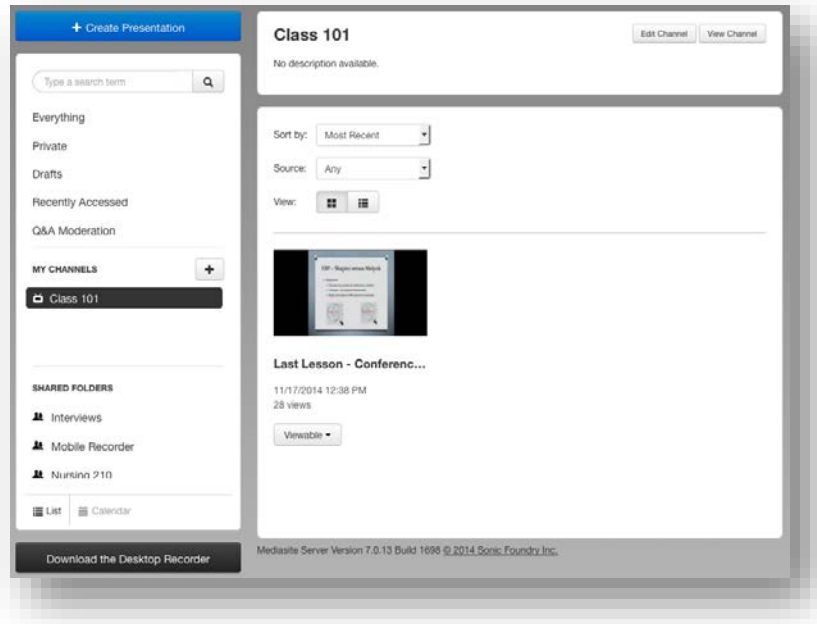 + Create Presentation
Type a search term
Everything
Private
Drafts
Recently Accessed
Q&A Moderation
MY CHANNELS
Class 101
SHARED FOLDERS
Interviews
Mobile Recorder
Nursing 210
List
Calendar
Download the Desktop Recorder
Class 101
Edit Channel
View Channel
No description available.
Sort by: Most Recent
Source: Any
View:
Last Lesson - Conferenc...
11/17/2014 12:38 PM
28 views
Viewable
Mediasite Server Version 7.0.13 Build 1698 © 2014 Sonic Foundry Inc.